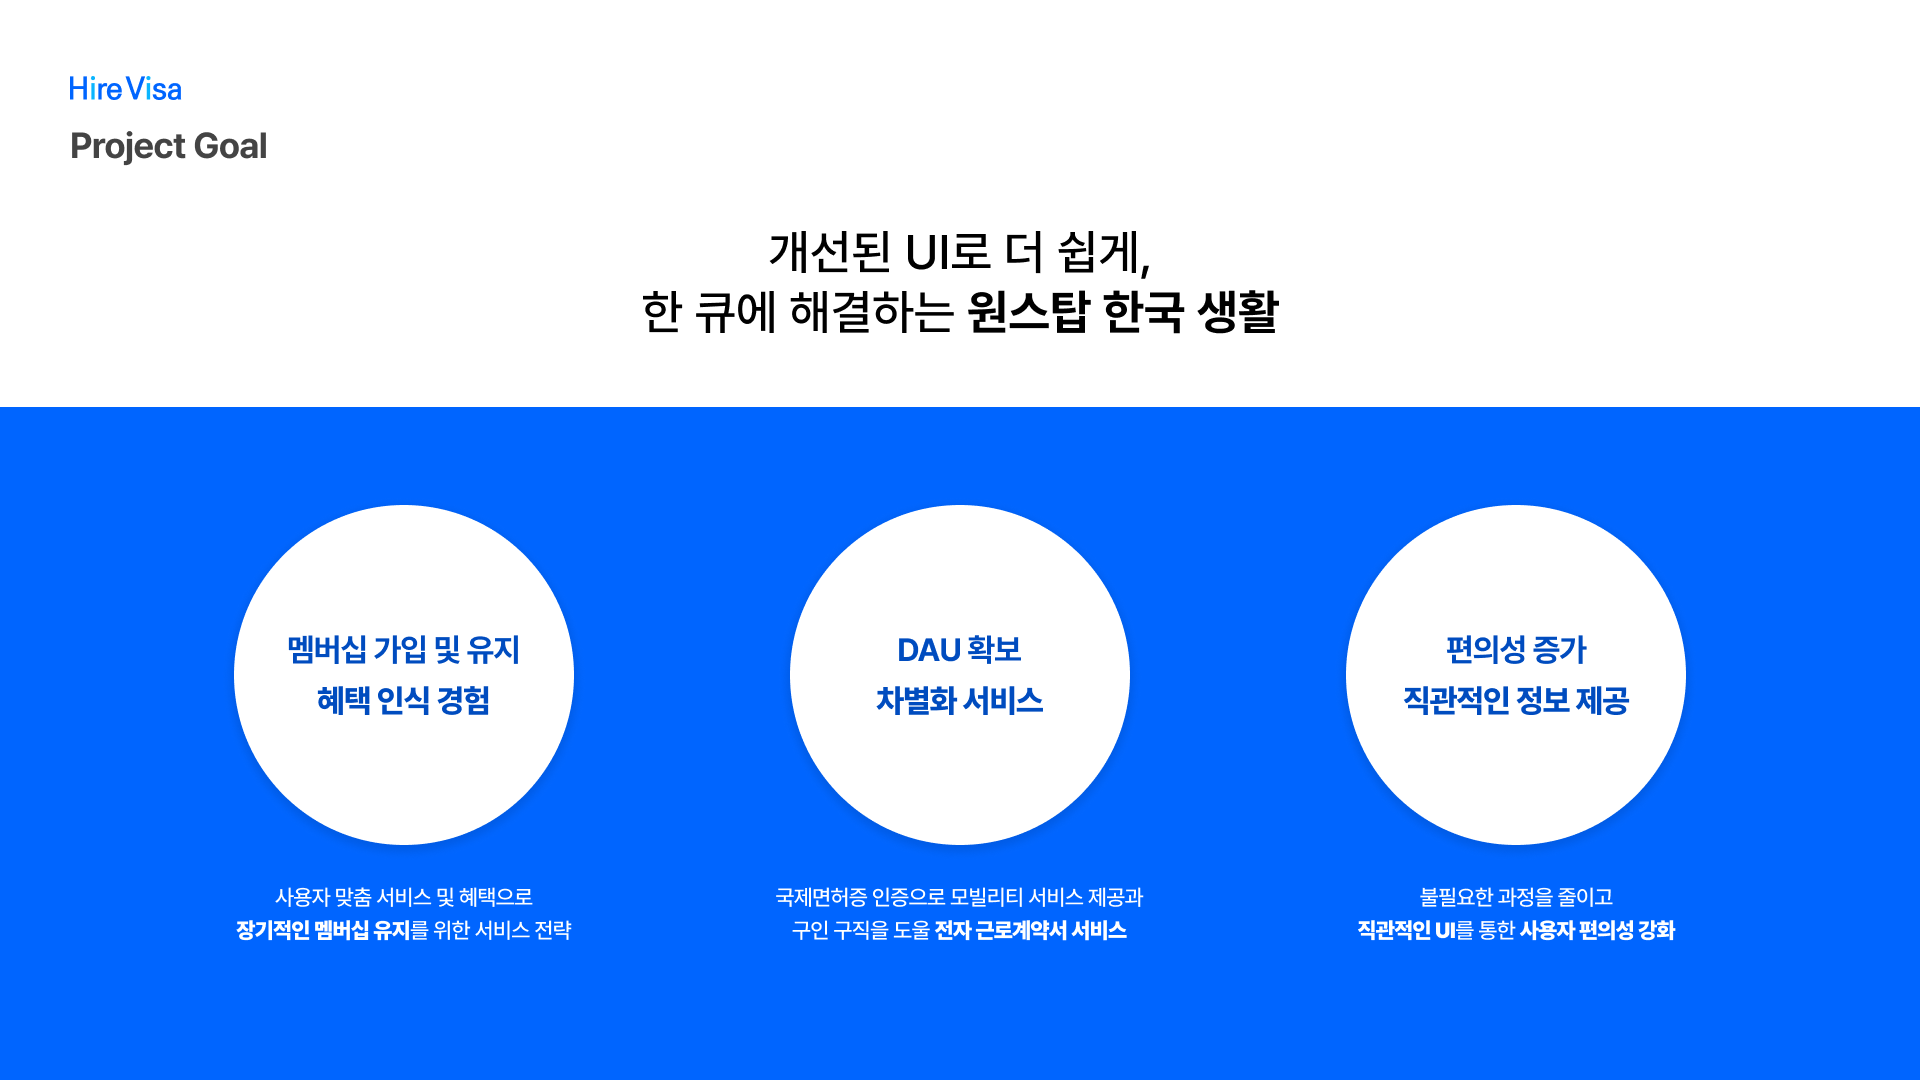 Hire Visa
Project Goal
개선된 UI로 더 쉽게,
한 큐에 해결하는 원스탑 한국 생활
멤버십 가입 및 유지
혜택 인식 경험
사용자 맞춤 서비스 및 혜택으로
장기적인 멤버십 유지를 위한 서비스 전략
DAU 확보
차별화 서비스
국제면허증 인증으로 모빌리티 서비스 제공과
구인 구직을 도울 전자 근로계약서 서비스
편의성 증가
직관적인 정보 제공
불필요한 과정을 줄이고
직관적인 UI를 통한 사용자 편의성 강화